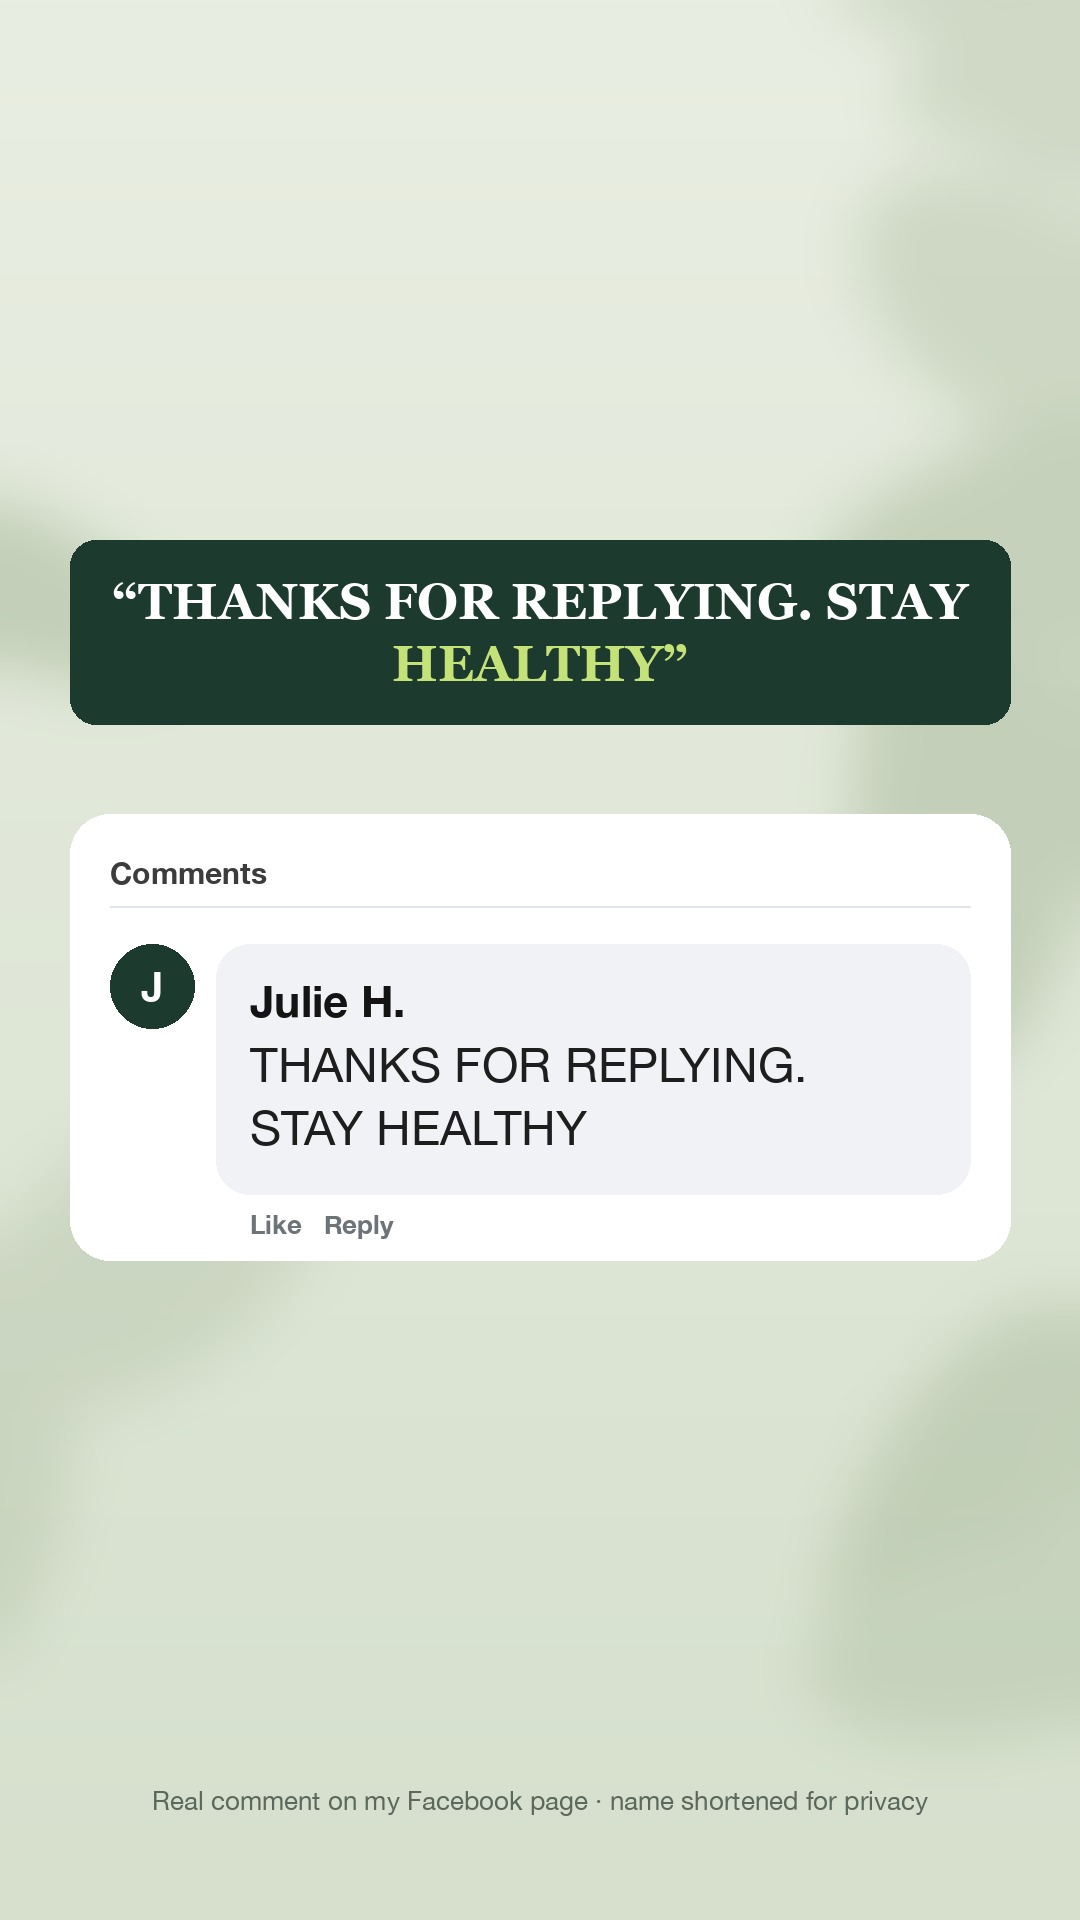 “THANKS FOR REPLYING. STAY
HEALTHY”
Comments
J
Julie H.
THANKS FOR REPLYING.
STAY HEALTHY
Like Reply
Real comment on my Facebook page · name shortened for privacy